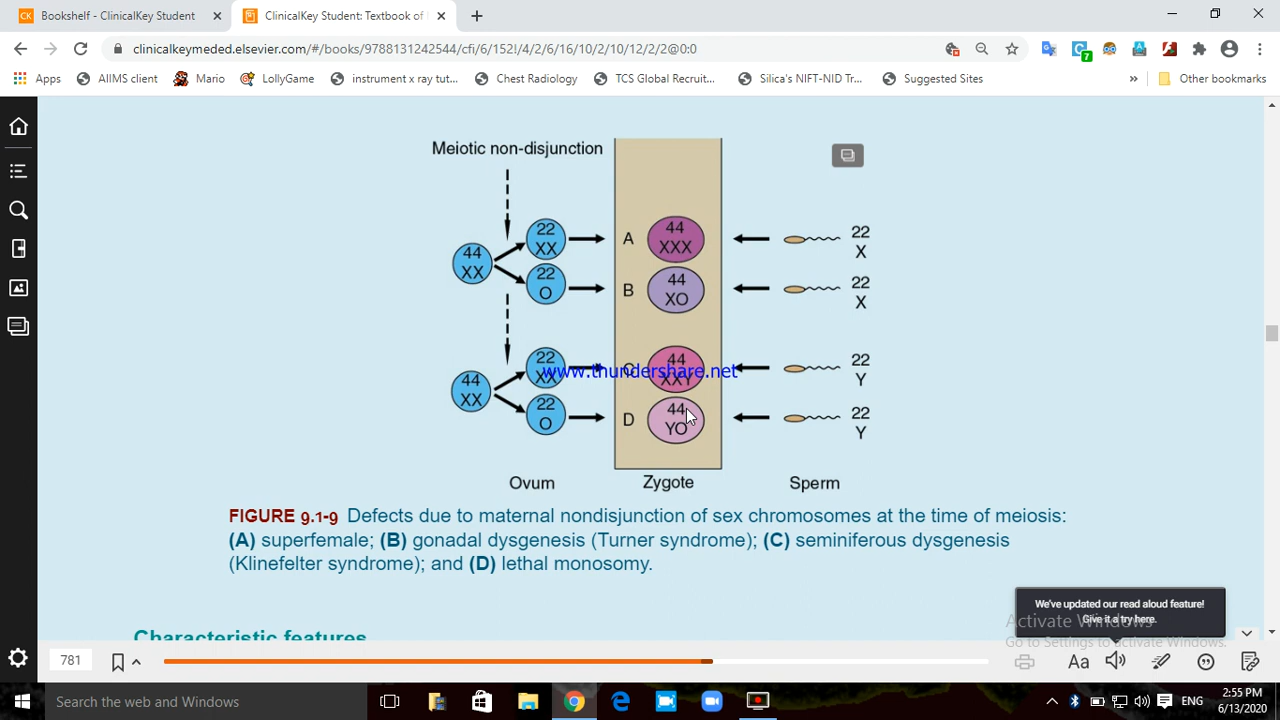 Bookshelf - ClinicalKey Student
ClinicalKey Student: Textbook of
clinicalkeymeded.elsevier.com/#/books/9788131242544/cfi/6/152!/4/2/6/16/10/2/10/12/2/2@0:0
Apps AIIMS client Mario LollyGame instrument x ray tut... Chest Radiology TCS Global Recruit... Silica's NIFT-NID Tr... Suggested Sites » Other bookmarks
Meiotic non-disjunction
44
XX
22
XX
22
O
A
44
XXX
B
44
XO
22
X
22
X
44
XX
22
XX
22
O
C
44
XXY
D
44
YO
22
Y
22
Y
www.thundershare.net
Ovum Zygote Sperm
FIGURE 9.1-9 Defects due to maternal nondisjunction of sex chromosomes at the time of meiosis:
(A) superfemale; (B) gonadal dysgenesis (Turner syndrome); (C) seminiferous dysgenesis
(Klinefelter syndrome); and (D) lethal monosomy.
Characteristic features
We've updated our read aloud feature!
Give it a try here.
Activate Windows
Go to Settings to activate Windows.
781
Aa
Search the web and Windows
ENG
2:55 PM
6/13/2020
7